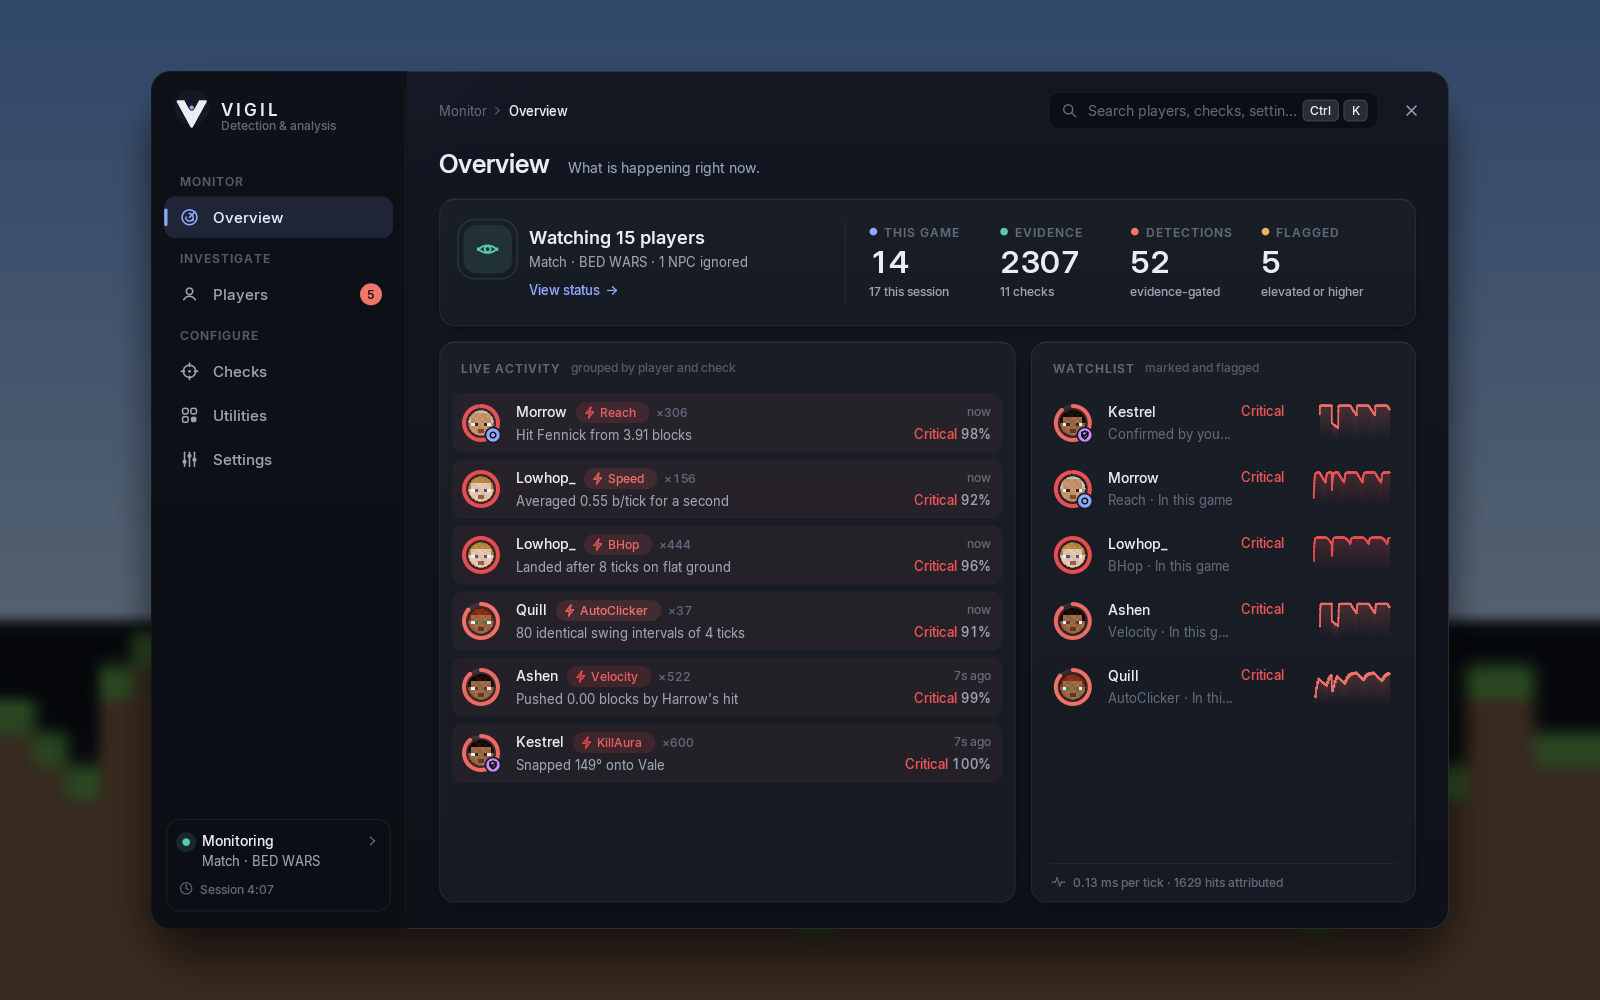 VIGIL
Detection & analysis
MONITOR
Overview
INVESTIGATE
Players 5
CONFIGURE
Checks
Utilities
Settings
Monitoring
Match · BED WARS
Session 4:07
Monitor > Overview
Search players, checks, settin... Ctrl K
Overview What is happening right now.
Watching 15 players
Match · BED WARS · 1 NPC ignored
View status →
THIS GAME
14
17 this session
EVIDENCE
2307
11 checks
DETECTIONS
52
evidence-gated
FLAGGED
5
elevated or higher
LIVE ACTIVITY grouped by player and check
Morrow Reach ×306 now
Hit Fennick from 3.91 blocks Critical 98%
Lowhop_ Speed ×156 now
Averaged 0.55 b/tick for a second Critical 92%
Lowhop_ BHop ×444 now
Landed after 8 ticks on flat ground Critical 96%
Quill AutoClicker ×37 now
80 identical swing intervals of 4 ticks Critical 91%
Ashen Velocity ×522 7s ago
Pushed 0.00 blocks by Harrow's hit Critical 99%
Kestrel KillAura ×600 7s ago
Snapped 149° onto Vale Critical 100%
WATCHLIST marked and flagged
Kestrel Critical
Confirmed by you...
Morrow Critical
Reach · In this game
Lowhop_ Critical
BHop · In this game
Ashen Critical
Velocity · In this g...
Quill Critical
AutoClicker · In thi...
0.13 ms per tick · 1629 hits attributed